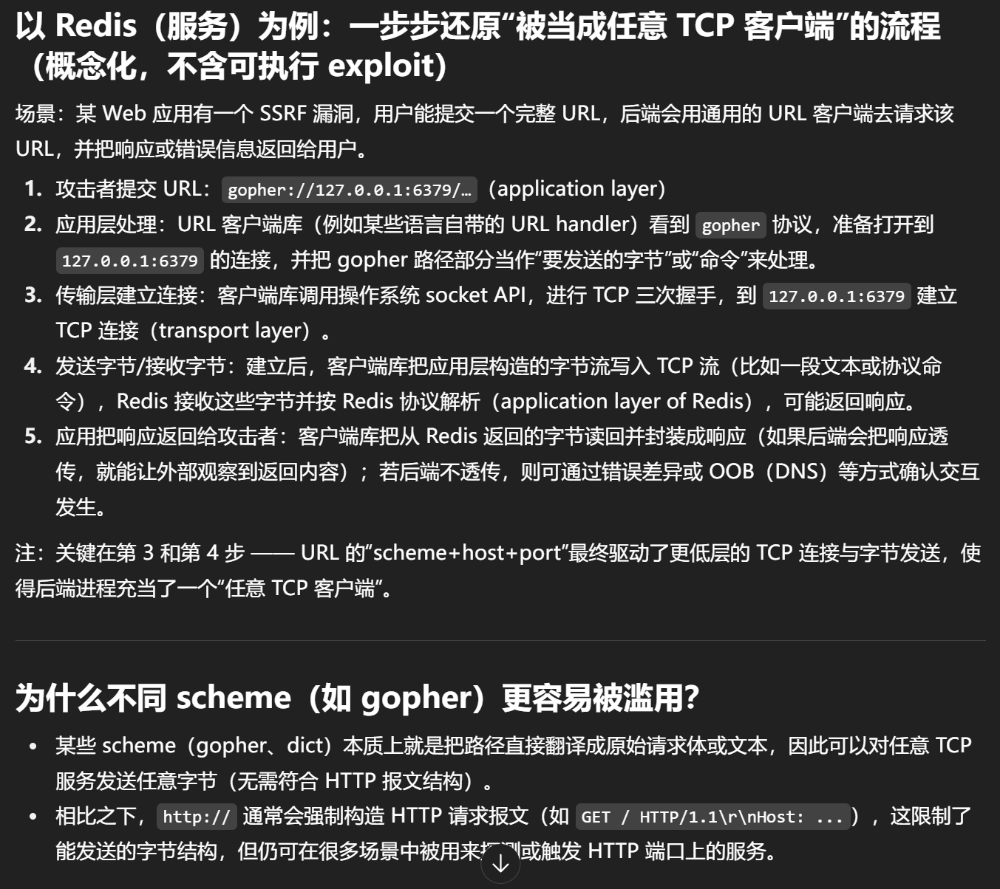 以 Redis（服务）为例：一步步还原“被当成任意 TCP 客户端”的流程
（概念化，不含可执行 exploit）
场景：某 Web 应用有一个 SSRF 漏洞，用户能提交一个完整 URL，后端会用通用的 URL 客户端去请求该
URL，并把响应或错误信息返回给用户。
1. 攻击者提交 URL：gopher://127.0.0.1:6379/…（application layer）
2. 应用层处理：URL 客户端库（例如某些语言自带的 URL handler）看到 gopher 协议，准备打开到
127.0.0.1:6379 的连接，并把 gopher 路径部分当作“要发送的字节”或“命令”来处理。
3. 传输层建立连接：客户端库调用操作系统 socket API，进行 TCP 三次握手，到 127.0.0.1:6379 建立
TCP 连接（transport layer）。
4. 发送字节/接收字节：建立后，客户端库把应用层构造的字节流写入 TCP 流（比如一段文本或协议命
令），Redis 接收这些字节并按 Redis 协议解析（application layer of Redis），可能返回响应。
5. 应用把响应返回给攻击者：客户端库把从 Redis 返回的字节读回并封装成响应（如果后端会把响应透
传，就能让外部观察到返回内容）；若后端不透传，则可通过错误差异或 OOB（DNS）等方式确认交互
发生。
注：关键在第 3 和第 4 步 —— URL 的“scheme+host+port”最终驱动了更低层的 TCP 连接与字节发送，使
得后端进程充当了一个“任意 TCP 客户端”。
为什么不同 scheme（如 gopher）更容易被滥用？
• 某些 scheme（gopher、dict）本质上就是把路径直接翻译成原始请求体或文本，因此可以对任意 TCP
服务发送任意字节（无需符合 HTTP 报文结构）。
• 相比之下，http:// 通常会强制构造 HTTP 请求报文（如 GET / HTTP/1.1\r\nHost: ...），这限制了
能发送的字节结构，但仍可在很多场景中被用来或触发 HTTP 端口上的服务。